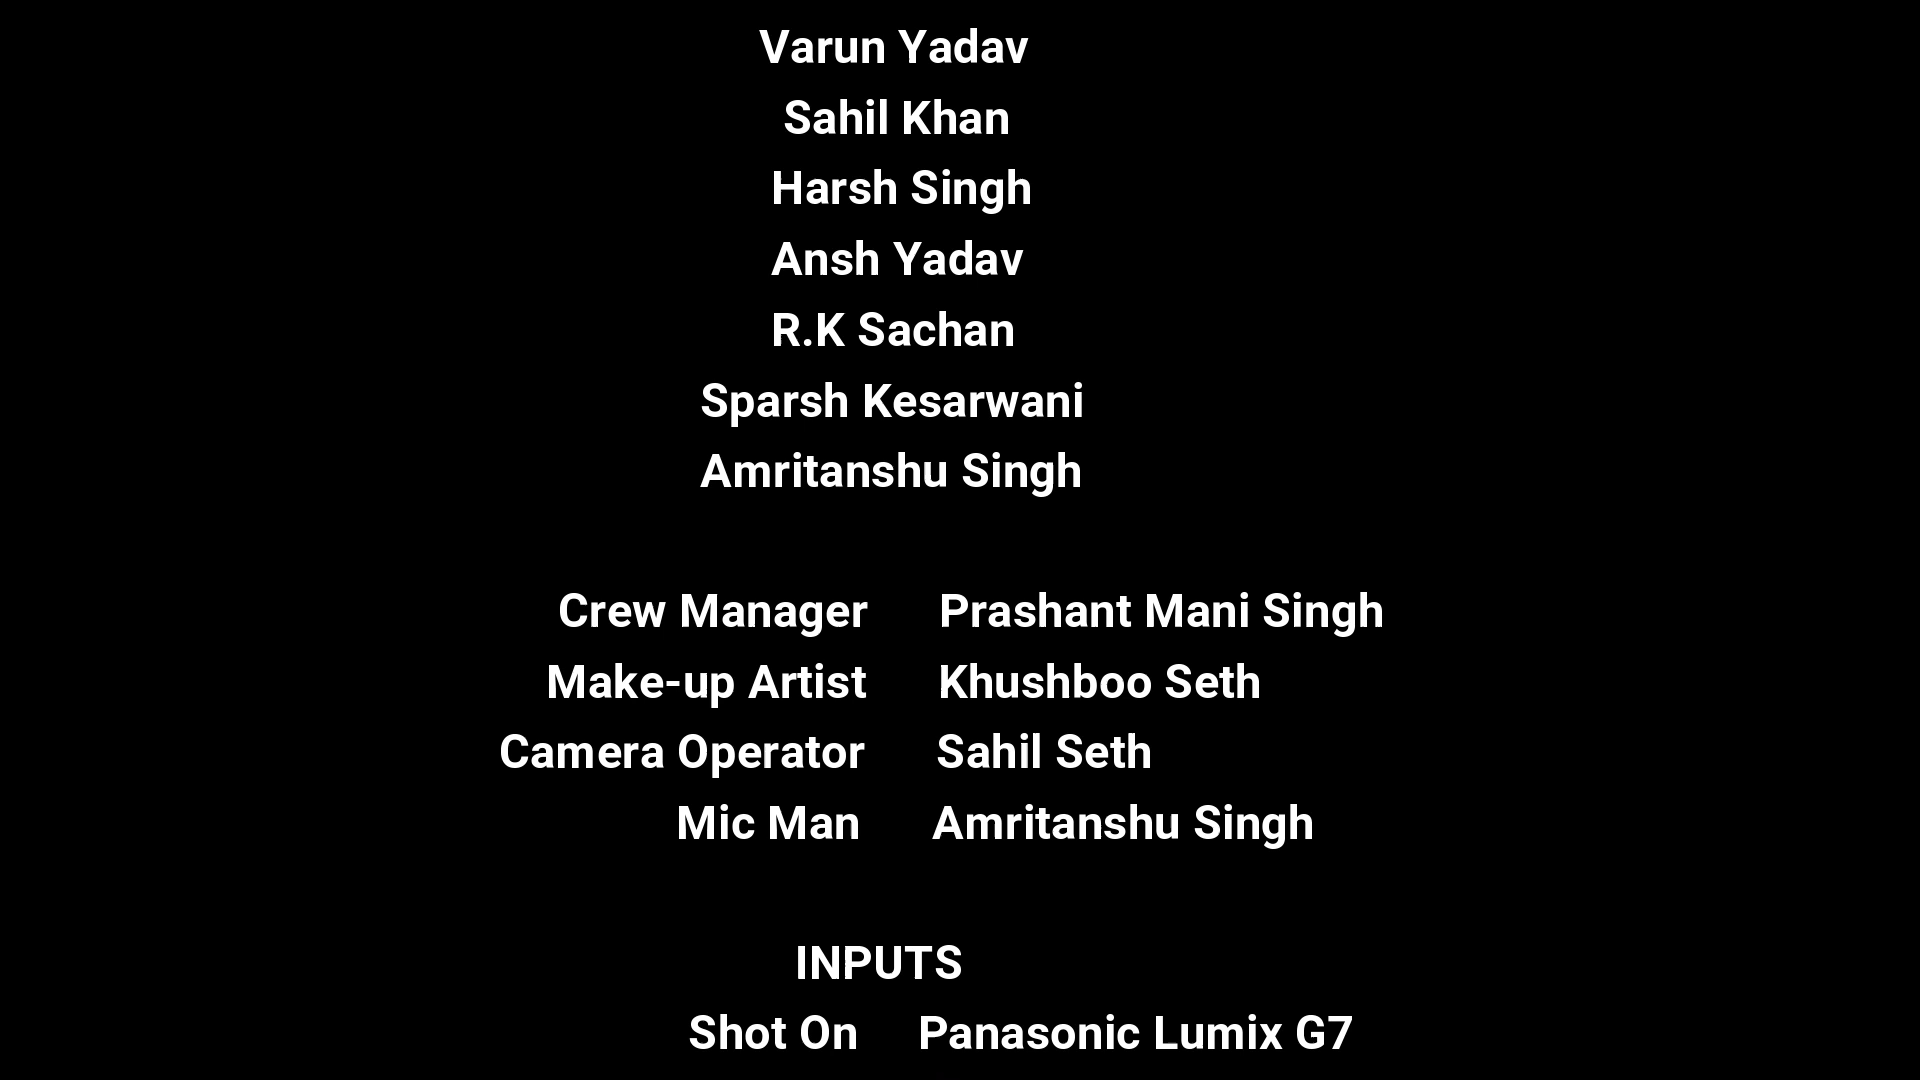 Varun Yadav
Sahil Khan
Harsh Singh
Ansh Yadav
R.K Sachan
Sparsh Kesarwani
Amritanshu Singh
Crew Manager Prashant Mani Singh
Make-up Artist Khushboo Seth
Camera Operator Sahil Seth
Mic Man Amritanshu Singh
INPUTS
Shot On Panasonic Lumix G7